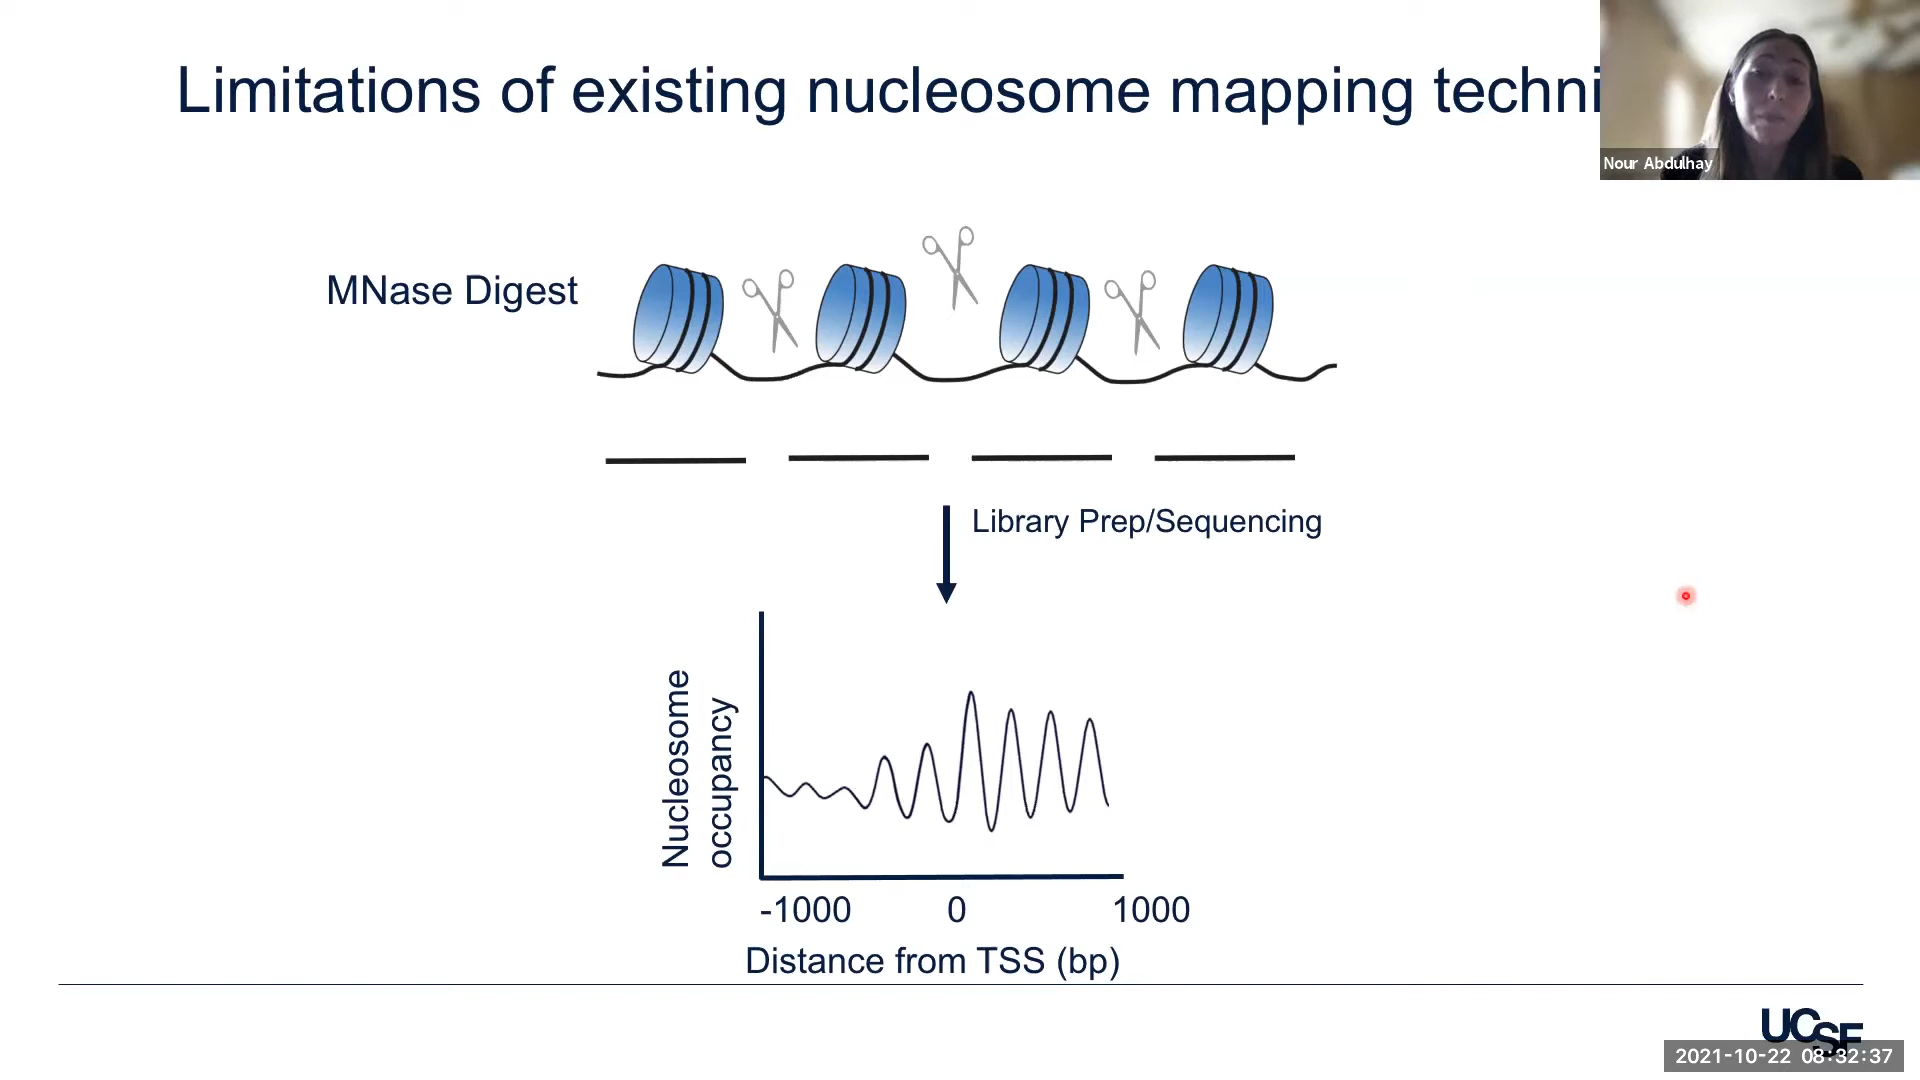 Limitations of existing nucleosome mapping techni
Nour Abdulhay
MNase Digest
Library Prep/Sequencing
Nucleosome
occupancy
-1000 0 1000
Distance from TSS (bp)
UCSF
2021-10-22 08:32:37